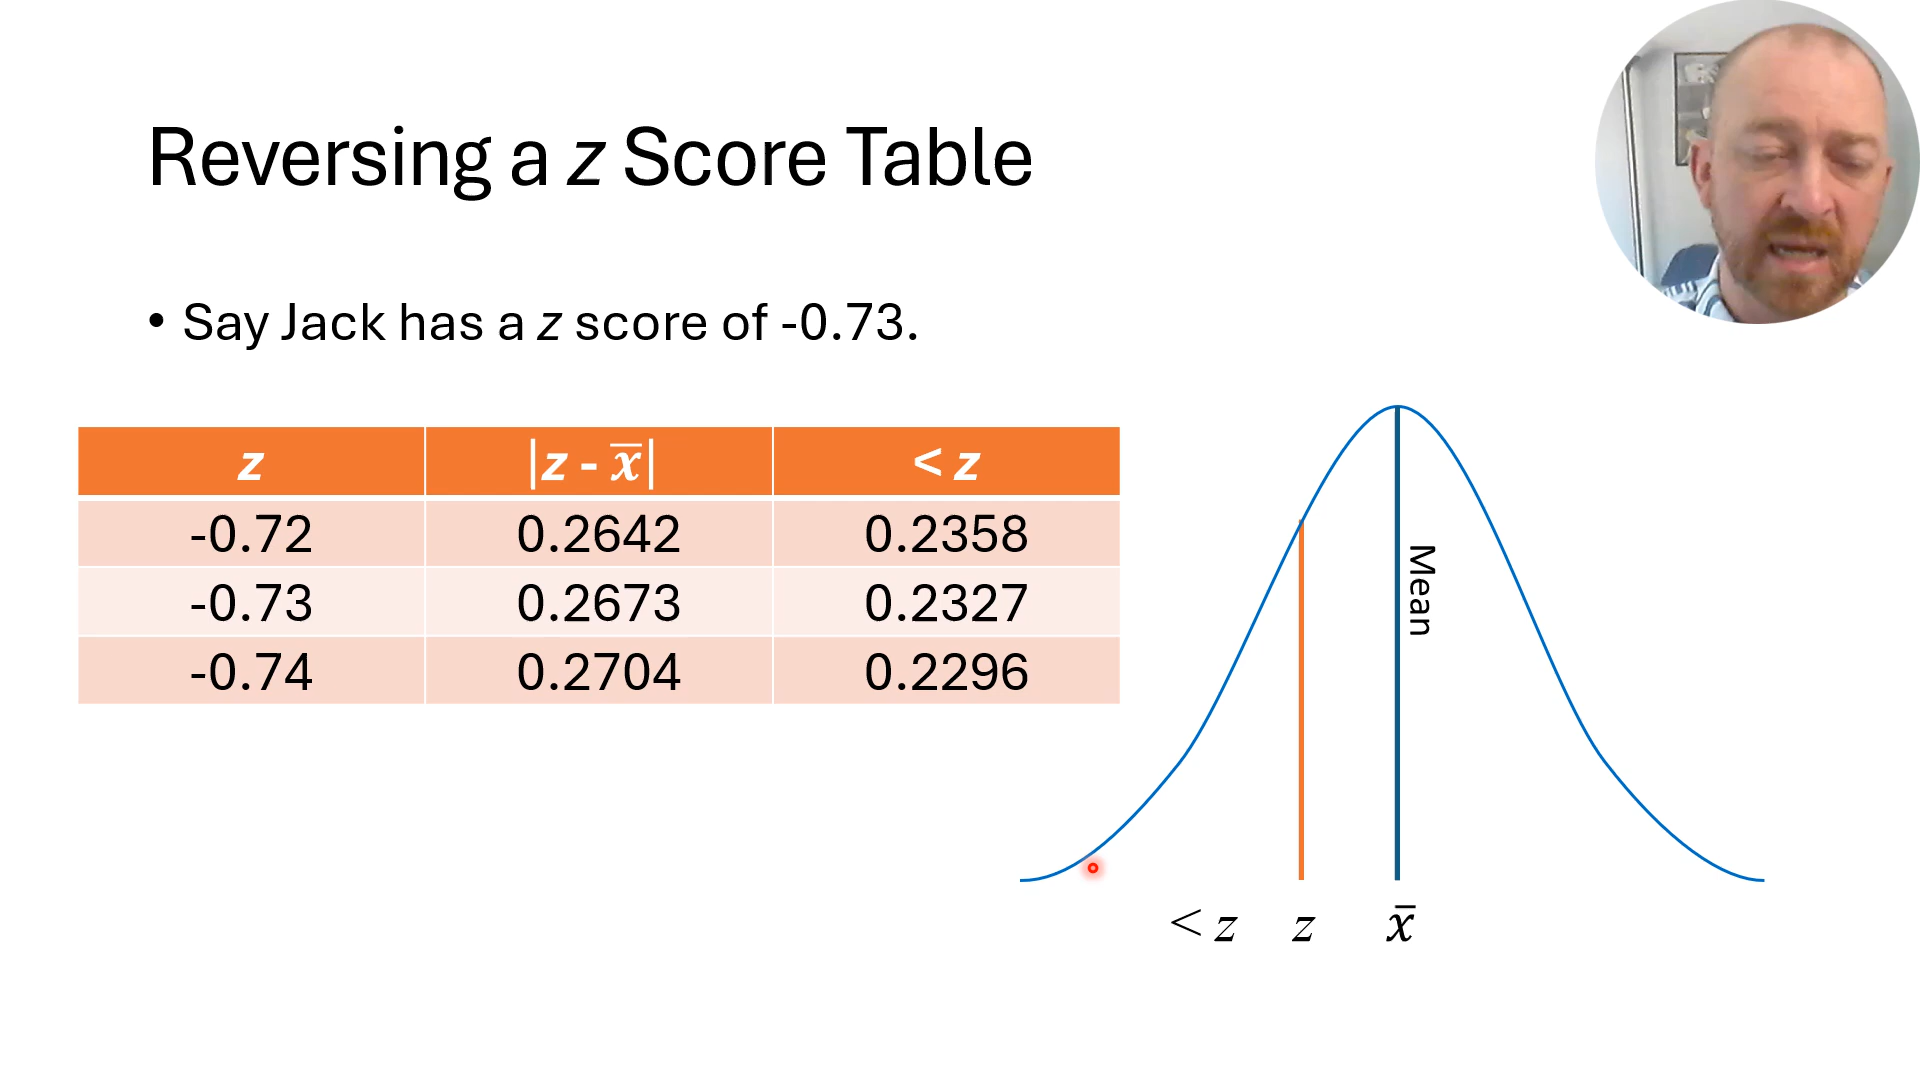 Reversing a z Score Table
• Say Jack has a z score of -0.73.
z |z - x̅| < z
-0.72 0.2642 0.2358
-0.73 0.2673 0.2327
-0.74 0.2704 0.2296
Mean
< z z x̅